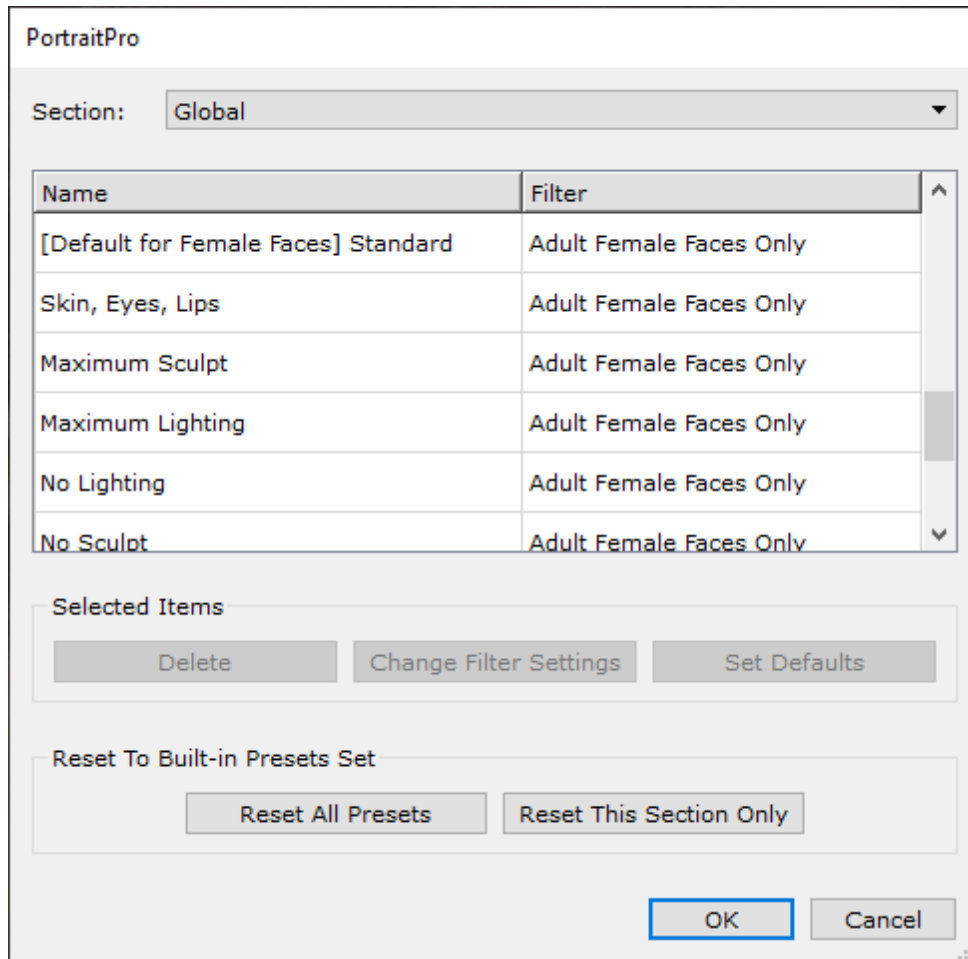 PortraitPro
Section: Global
Name Filter
[Default for Female Faces] Standard Adult Female Faces Only
Skin, Eyes, Lips Adult Female Faces Only
Maximum Sculpt Adult Female Faces Only
Maximum Lighting Adult Female Faces Only
No Lighting Adult Female Faces Only
No Sculpt Adult Female Faces Only
Selected Items
Delete Change Filter Settings Set Defaults
Reset To Built-in Presets Set
Reset All Presets Reset This Section Only
OK Cancel